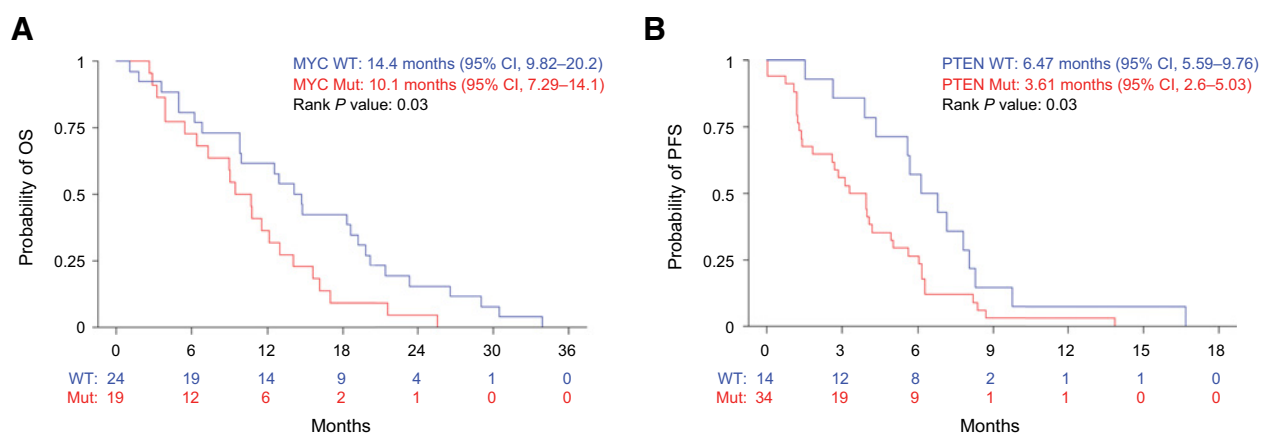 A
MYC WT: 14.4 months (95% CI, 9.82–20.2)
MYC Mut: 10.1 months (95% CI, 7.29–14.1)
Rank P value: 0.03
Probability of OS
1
0.75
0.5
0.25
0
0 6 12 18 24 30 36
WT: 24 19 14 9 4 1 0
Mut: 19 12 6 2 1 0 0
Months
B
PTEN WT: 6.47 months (95% CI, 5.59–9.76)
PTEN Mut: 3.61 months (95% CI, 2.6–5.03)
Rank P value: 0.03
Probability of PFS
1
0.75
0.5
0.25
0
0 3 6 9 12 15 18
WT: 14 12 8 2 1 1 0
Mut: 34 19 9 1 1 0 0
Months